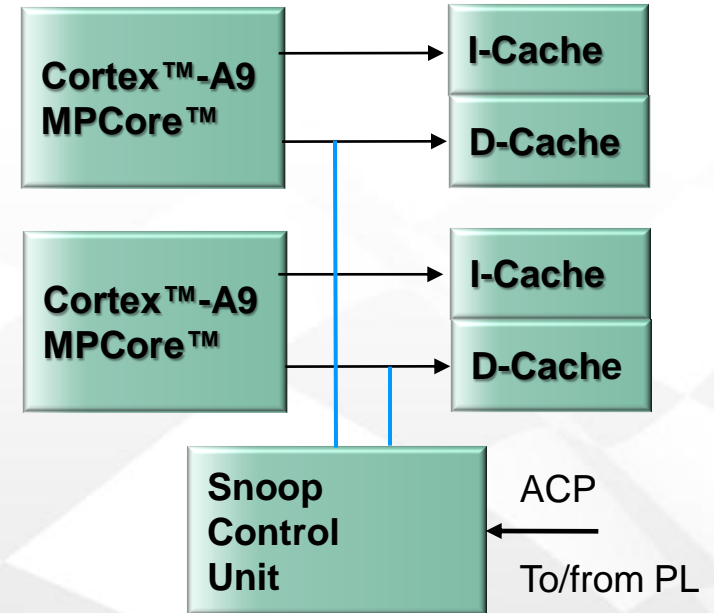 Cortex™-A9
MPCore™
I-Cache
D-Cache
Cortex™-A9
MPCore™
I-Cache
D-Cache
Snoop
Control
Unit
ACP
To/from PL